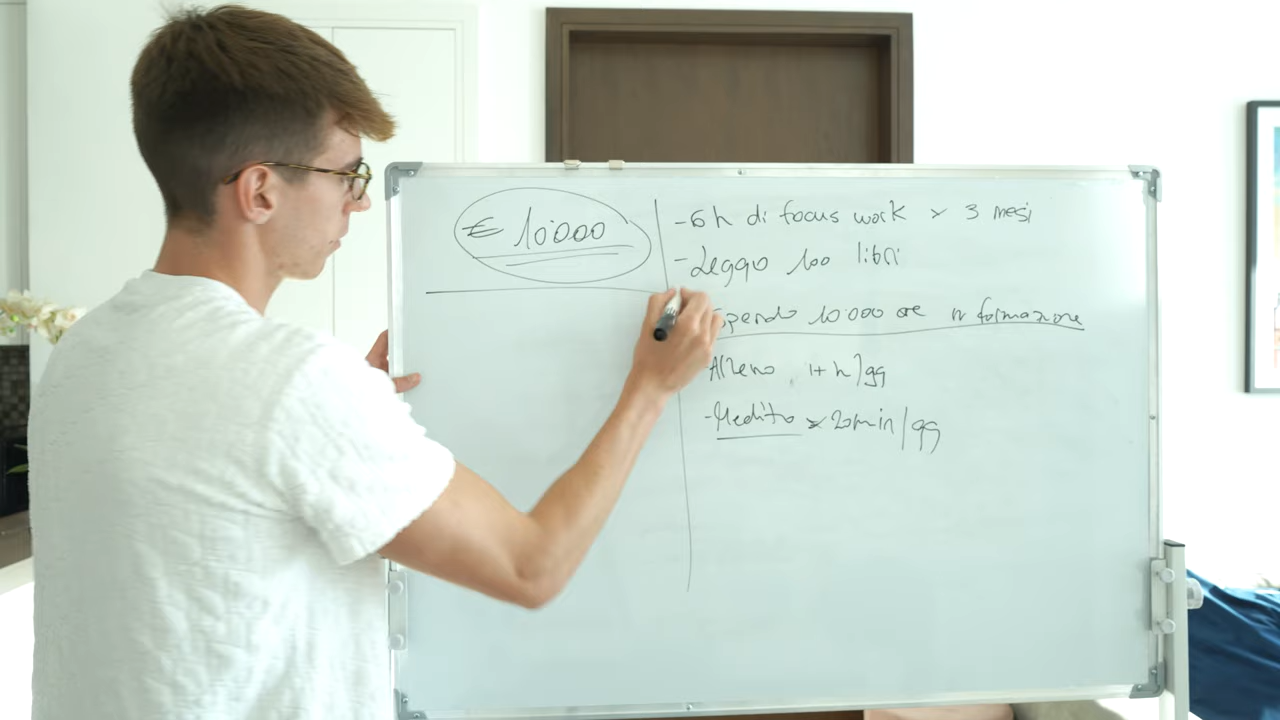 € 10'000
- 6 h di focus work x 3 mesi
- Leggo 100 libri
Spendo 10'000 ore in formazione
Alleno 1+ h/gg
- Medito x 20min/gg